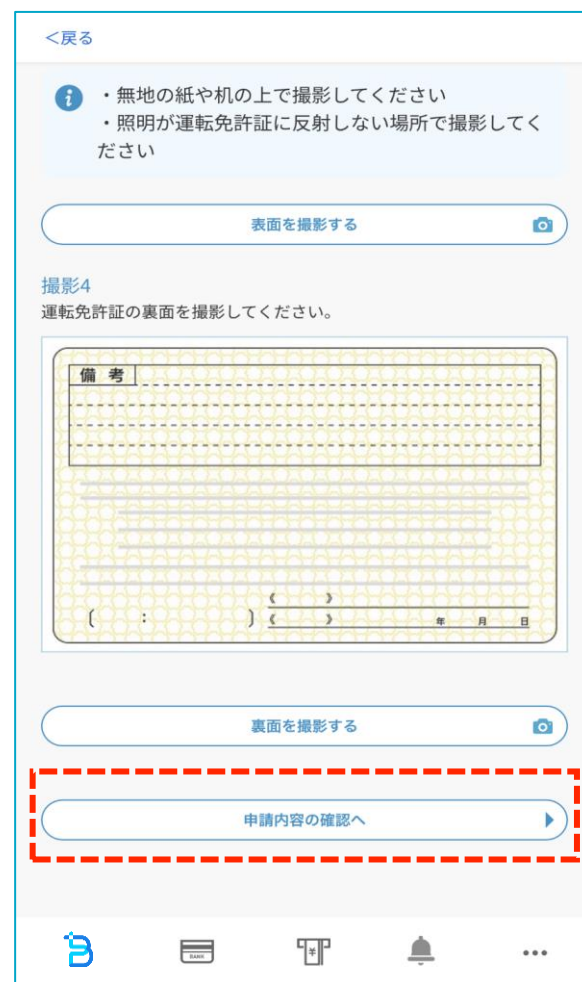 <戻る
・無地の紙や机の上で撮影してください
・照明が運転免許証に反射しない場所で撮影してく
ださい
表面を撮影する
撮影4
運転免許証の裏面を撮影してください。
備 考
《 》
〔 : 〕 《 》 年 月 日
裏面を撮影する
申請内容の確認へ
BANK
¥